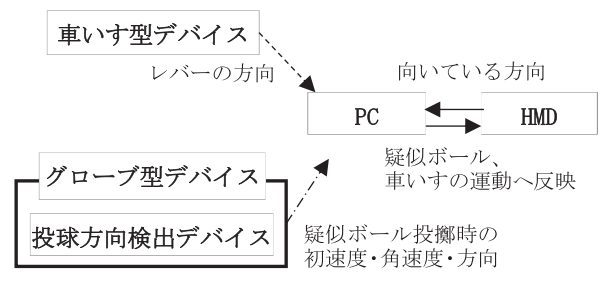 車いす型デバイス
レバーの方向
向いている方向
PC
HMD
疑似ボール、
車いすの運動へ反映
グローブ型デバイス
投球方向検出デバイス
疑似ボール投擲時の
初速度・角速度・方向